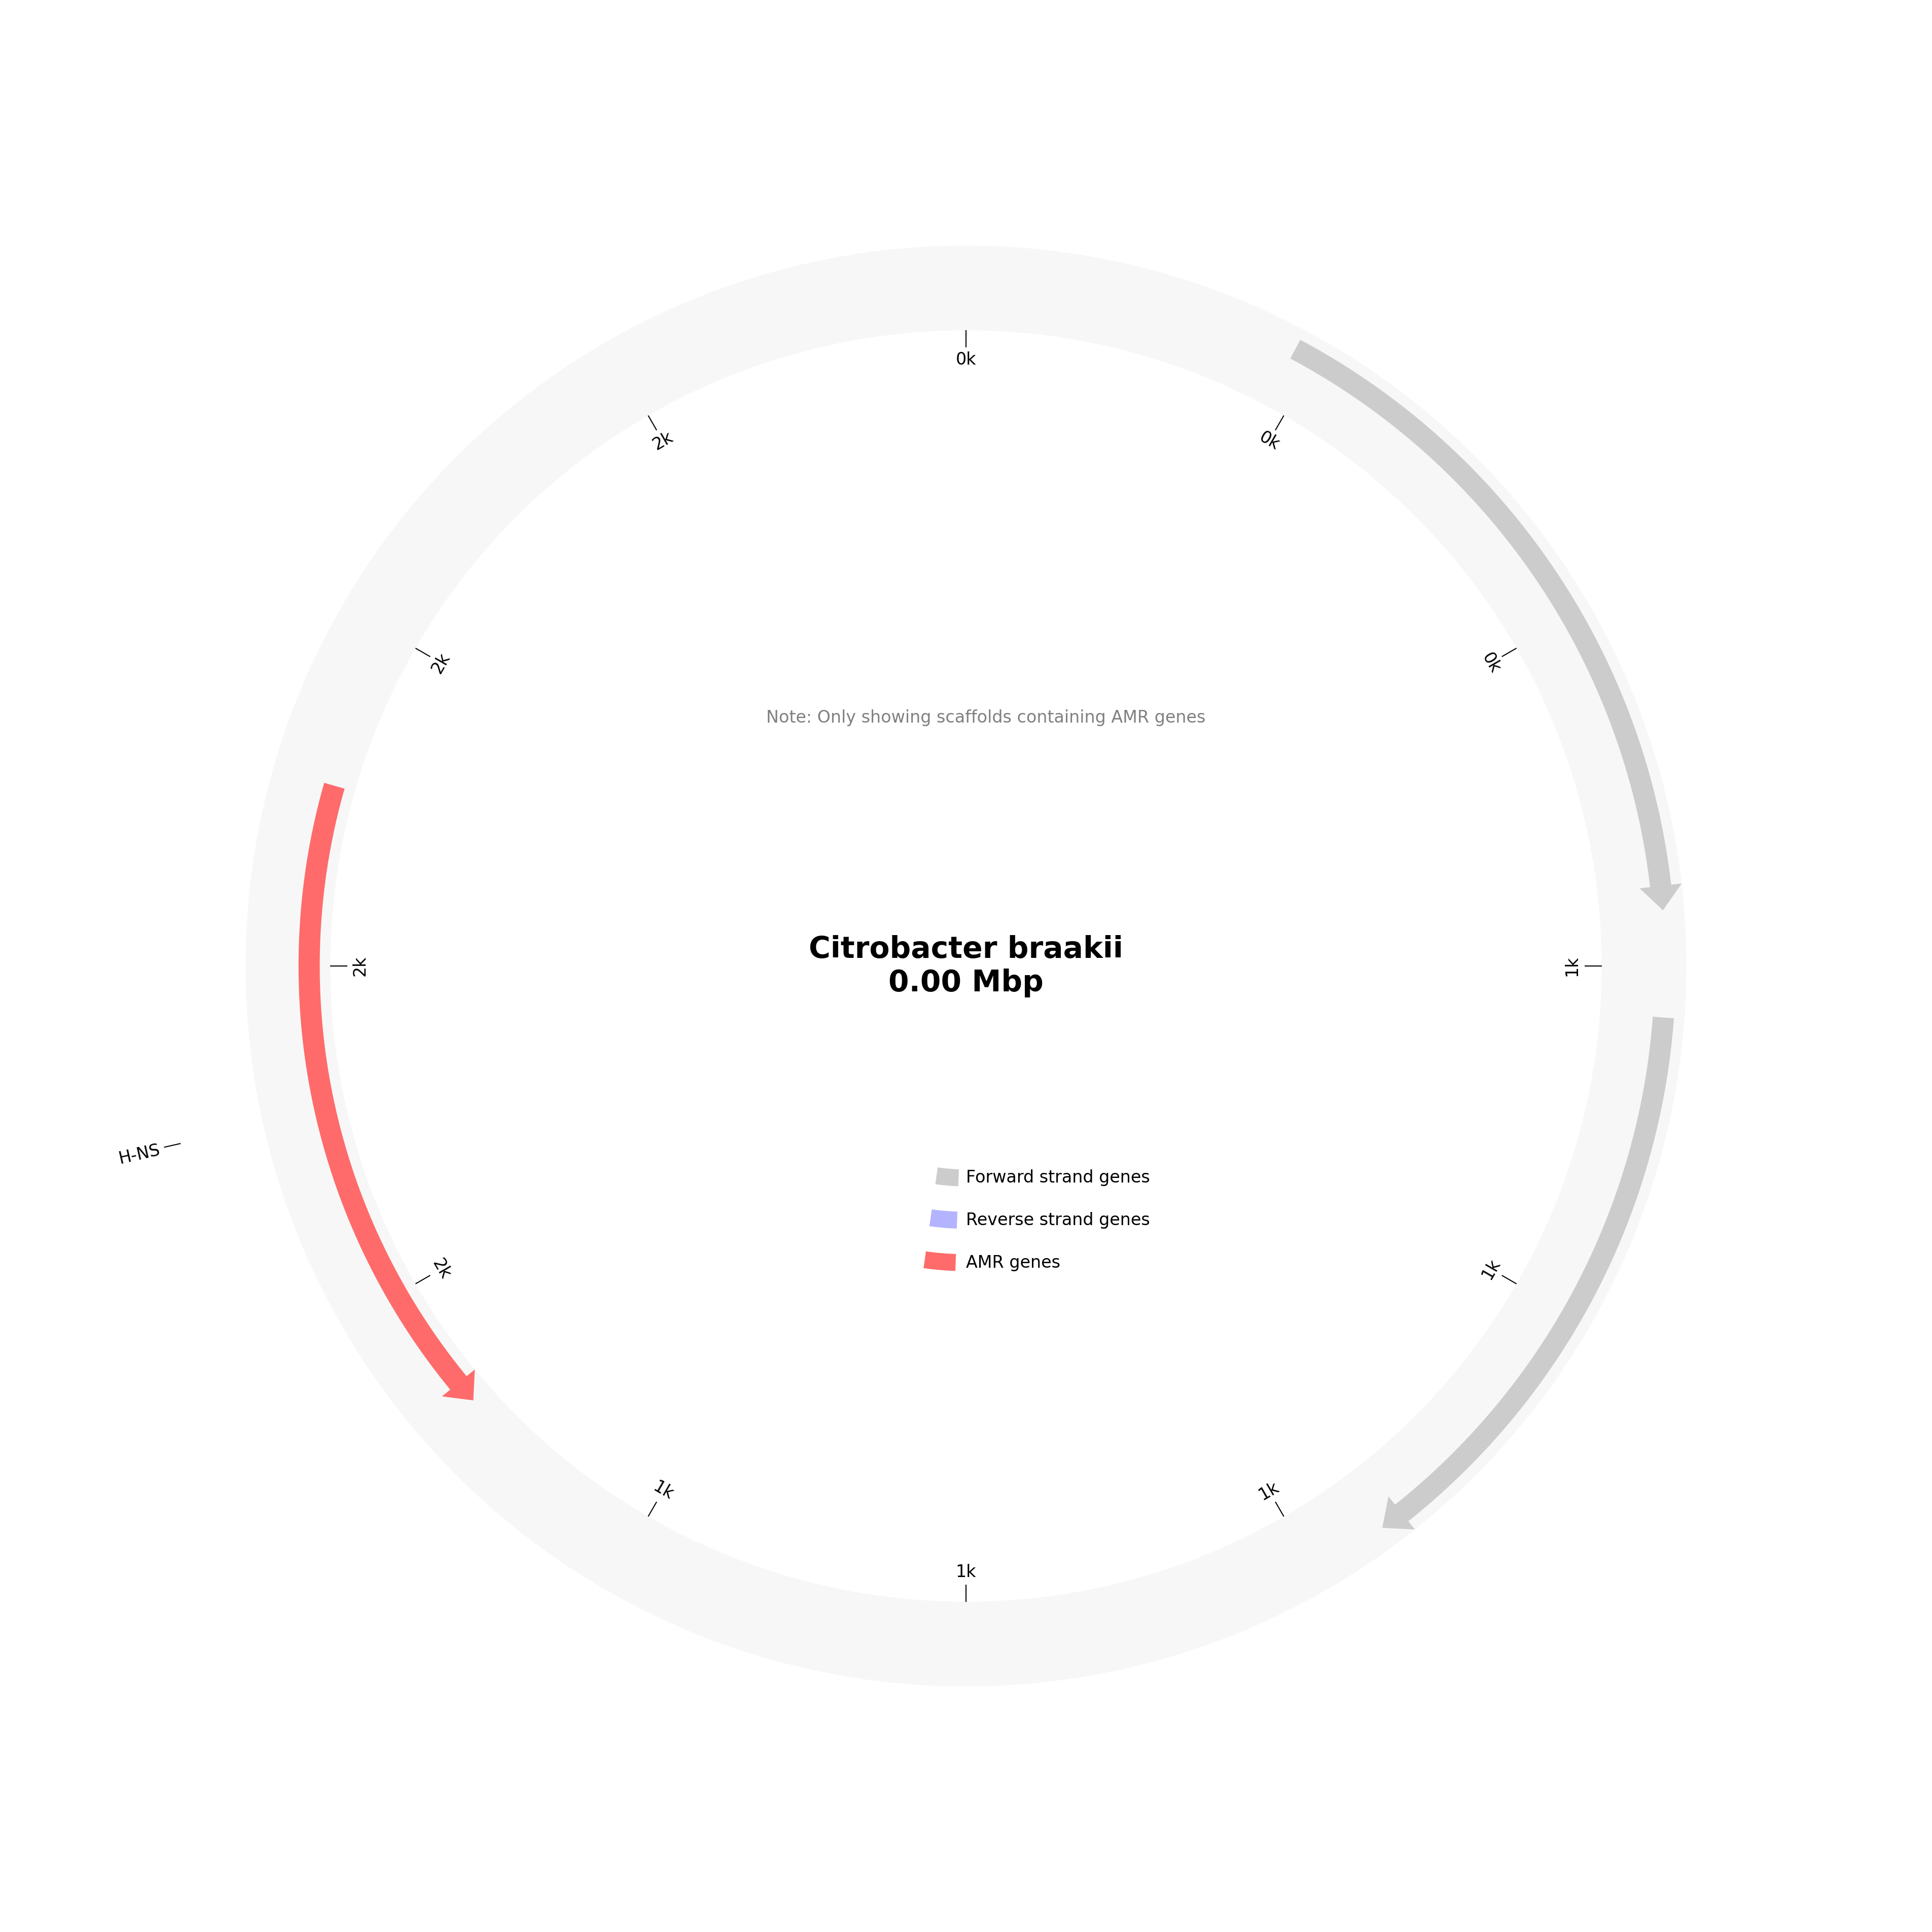 0k
0k
0k
1k
1k
1k
1k
1k
2k
2k
2k
2k
H-NS
Note: Only showing scaffolds containing AMR genes
Citrobacter braakii
0.00 Mbp
Forward strand genes
Reverse strand genes
AMR genes